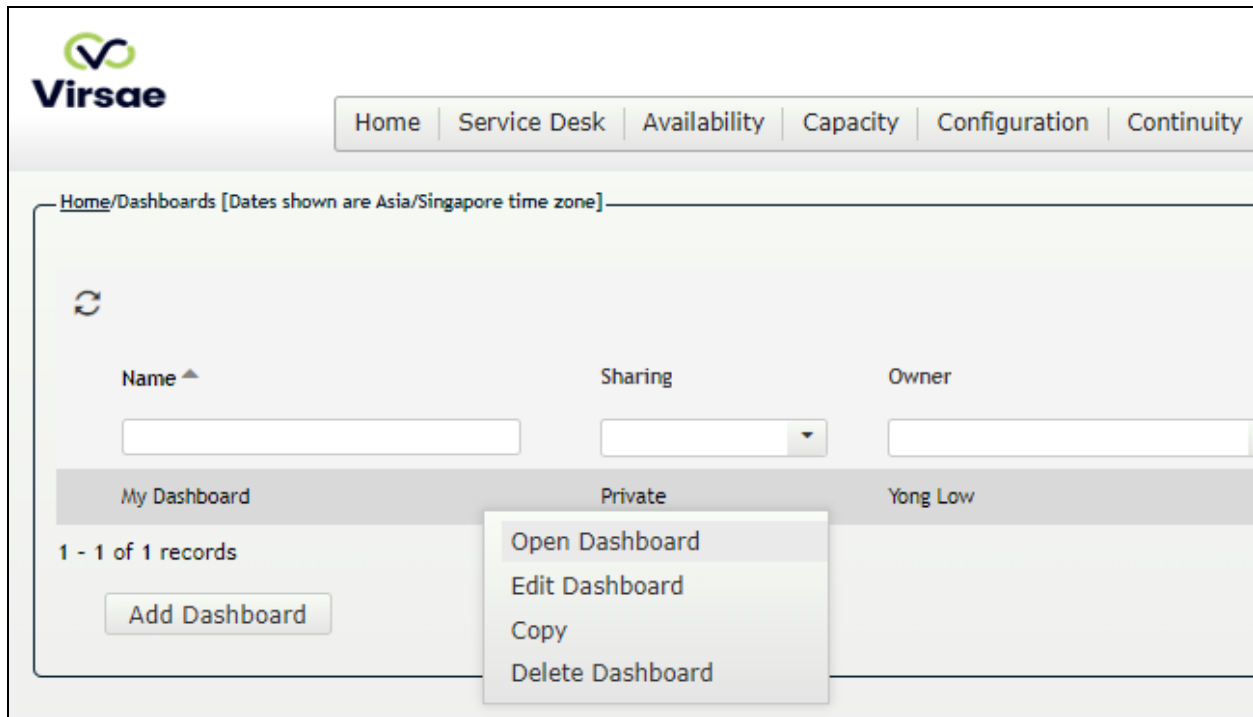 Virsae
Home Service Desk Availability Capacity Configuration Continuity
Home/Dashboards [Dates shown are Asia/Singapore time zone]
Name Sharing Owner
My Dashboard Private Yong Low
1 - 1 of 1 records
Add Dashboard
Open Dashboard
Edit Dashboard
Copy
Delete Dashboard